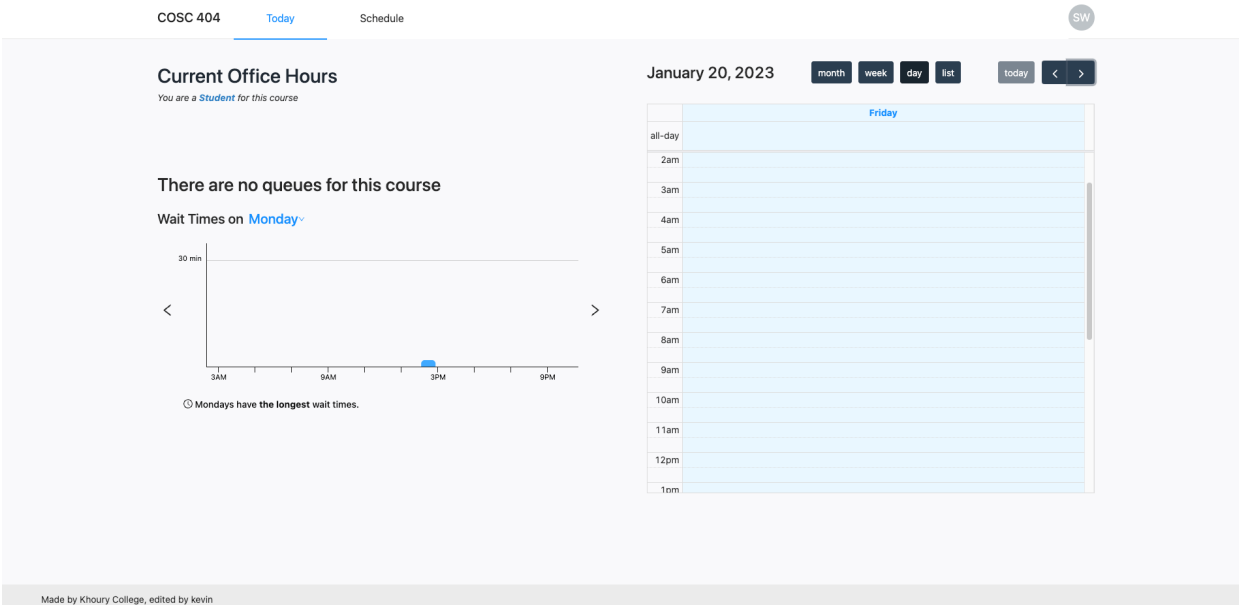 COSC 404 Today Schedule SW
Current Office Hours
You are a Student for this course
There are no queues for this course
Wait Times on Monday
30 min
3AM 9AM 3PM 9PM
Mondays have the longest wait times.
January 20, 2023 month week day list today
Friday
all-day
2am
3am
4am
5am
6am
7am
8am
9am
10am
11am
12pm
1pm
Made by Khoury College, edited by kevin